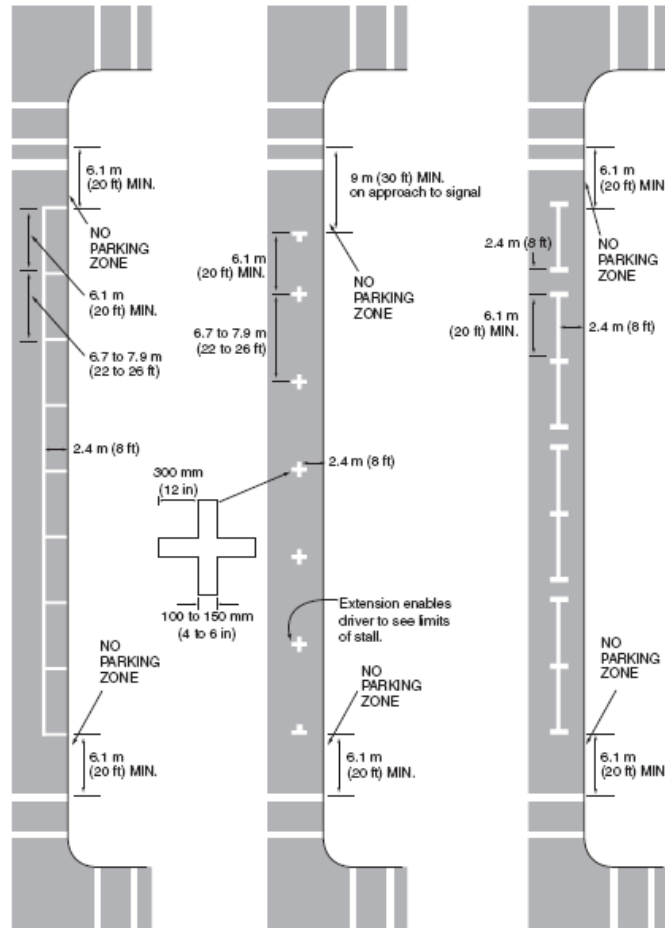 6.1 m
(20 ft) MIN.
NO
PARKING
ZONE
6.1 m
(20 ft) MIN.
6.7 to 7.9 m
(22 to 26 ft)
2.4 m (8 ft)
NO
PARKING
ZONE
6.1 m
(20 ft) MIN.
9 m (30 ft) MIN.
on approach to signal
6.1 m
(20 ft) MIN.
NO
PARKING
ZONE
6.7 to 7.9 m
(22 to 26 ft)
2.4 m (8 ft)
300 mm
(12 in)
100 to 150 mm
(4 to 6 in)
Extension enables
driver to see limits
of stall.
NO
PARKING
ZONE
6.1 m
(20 ft) MIN.
6.1 m
(20 ft) MIN.
2.4 m (8 ft)
NO
PARKING
ZONE
6.1 m
(20 ft) MIN.
2.4 m (8 ft)
NO
PARKING
ZONE
6.1 m
(20 ft) MIN.